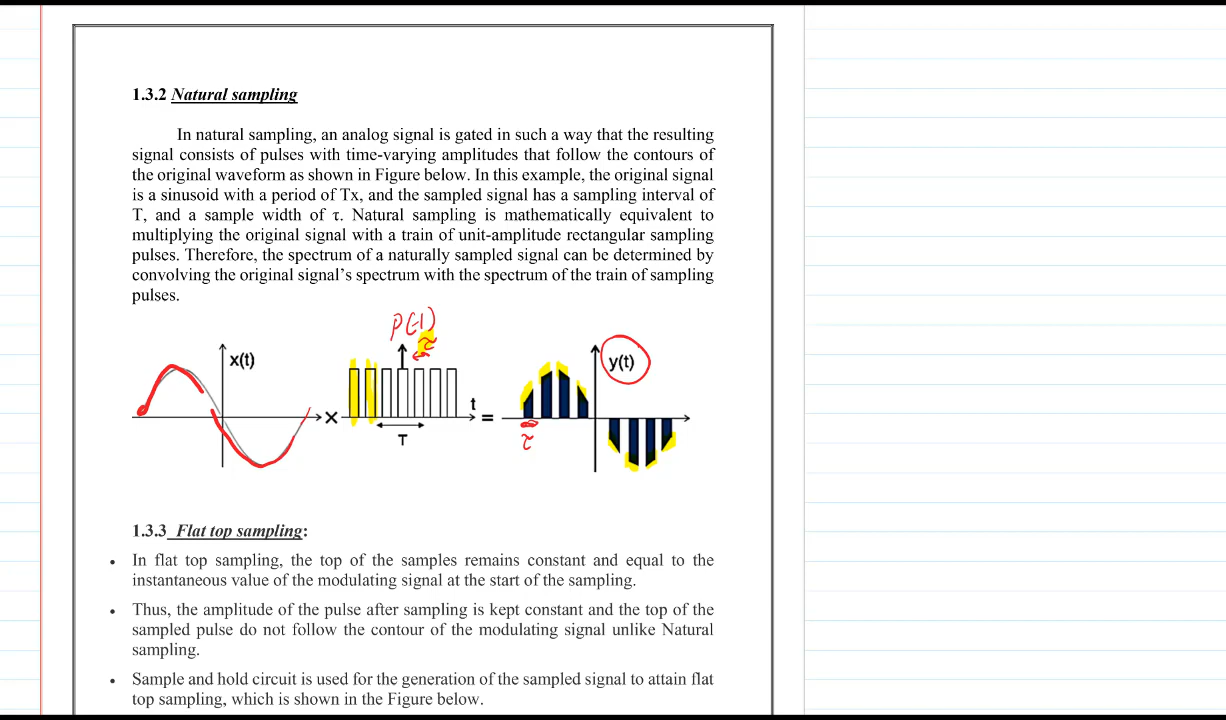 1.3.2 Natural sampling
In natural sampling, an analog signal is gated in such a way that the resulting
signal consists of pulses with time-varying amplitudes that follow the contours of
the original waveform as shown in Figure below. In this example, the original signal
is a sinusoid with a period of Tx, and the sampled signal has a sampling interval of
T, and a sample width of τ. Natural sampling is mathematically equivalent to
multiplying the original signal with a train of unit-amplitude rectangular sampling
pulses. Therefore, the spectrum of a naturally sampled signal can be determined by
convolving the original signal's spectrum with the spectrum of the train of sampling
pulses.
τ
x(t)
y(t)
t
× =
T
τ
1.3.3 Flat top sampling:
• In flat top sampling, the top of the samples remains constant and equal to the
instantaneous value of the modulating signal at the start of the sampling.
• Thus, the amplitude of the pulse after sampling is kept constant and the top of the
sampled pulse do not follow the contour of the modulating signal unlike Natural
sampling.
• Sample and hold circuit is used for the generation of the sampled signal to attain flat
top sampling, which is shown in the Figure below.